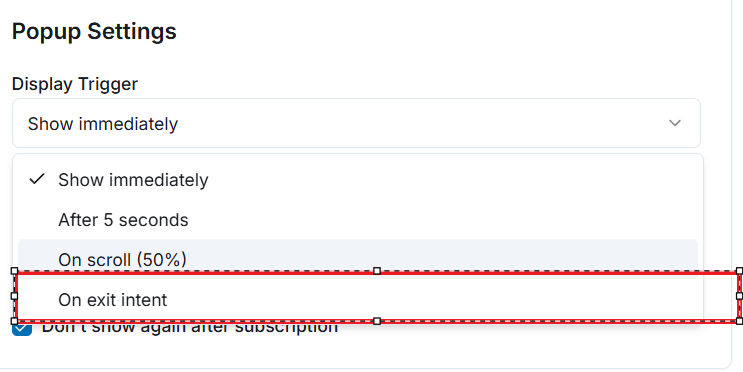 Popup Settings
Display Trigger
Show immediately
Show immediately
After 5 seconds
On scroll (50%)
On exit intent
Don't show again after subscription